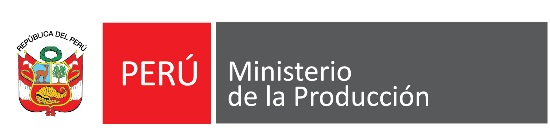 REPÚBLICA DEL PERÚ
PERÚ
Ministerio
de la Producción